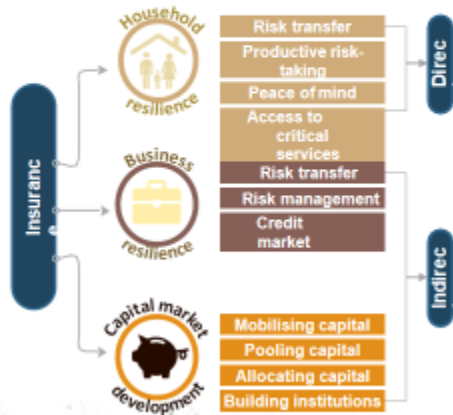 Household
resilience
Risk transfer
Productive risk-
taking
Peace of mind
Access to
critical
services
Direc
Insuranc
e
Business
resilience
Risk transfer
Risk management
Credit
market
Indirec
Capital market
development
Mobilising capital
Pooling capital
Allocating capital
Building institutions